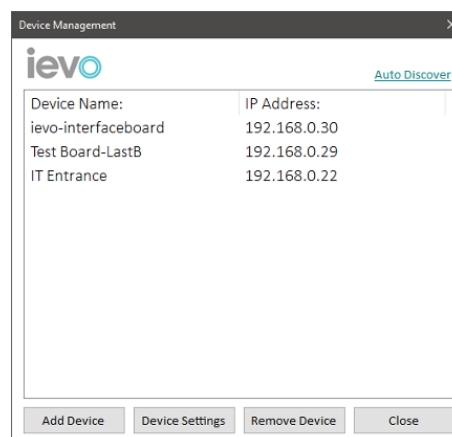 Device Management
ievo
Auto Discover
Device Name: IP Address:
ievo-interfaceboard 192.168.0.30
Test Board-LastB 192.168.0.29
IT Entrance 192.168.0.22
Add Device Device Settings Remove Device Close